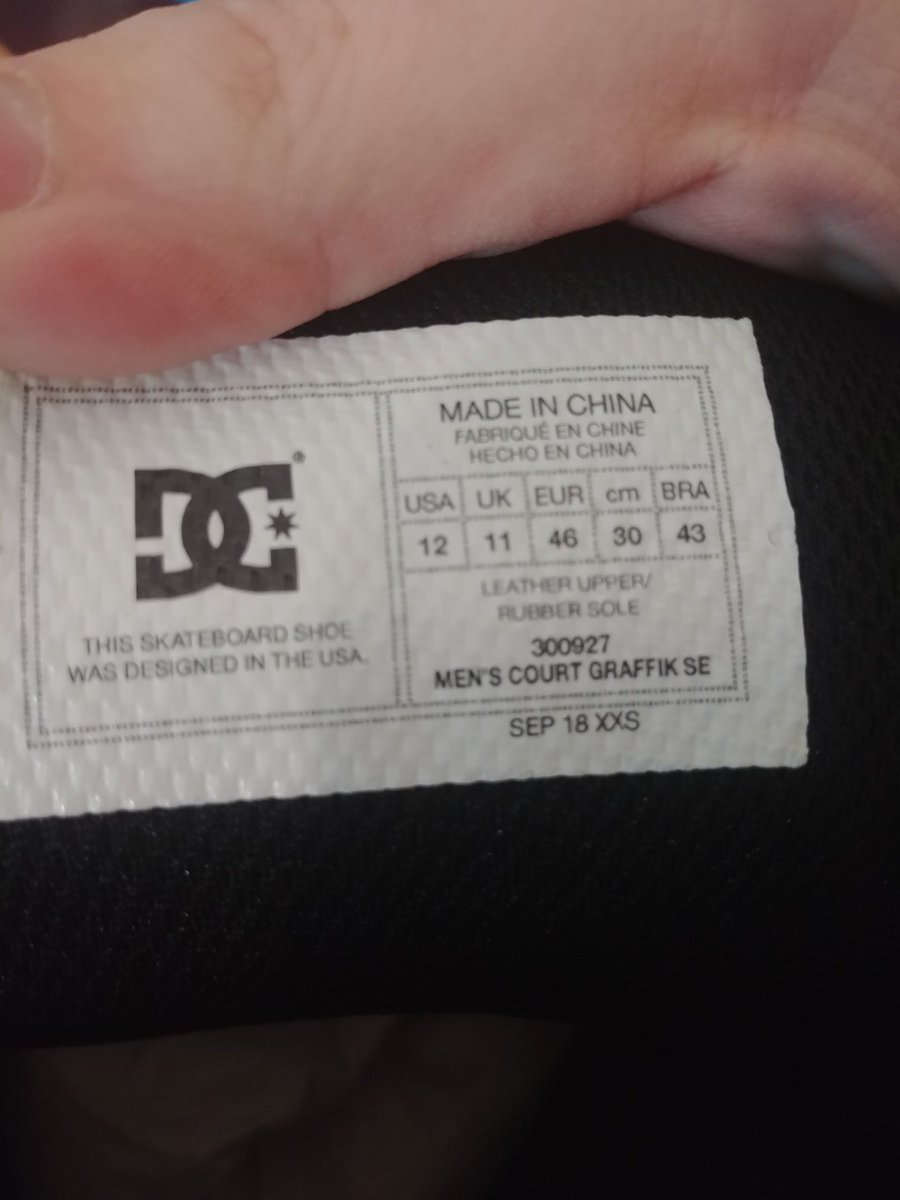 DC
®
THIS SKATEBOARD SHOE
WAS DESIGNED IN THE USA.
MADE IN CHINA
FABRIQUÉ EN CHINE
HECHO EN CHINA
USA UK EUR cm BRA
12 11 46 30 43
LEATHER UPPER/
RUBBER SOLE
300927
MEN'S COURT GRAFFIK SE
SEP 18 XXS